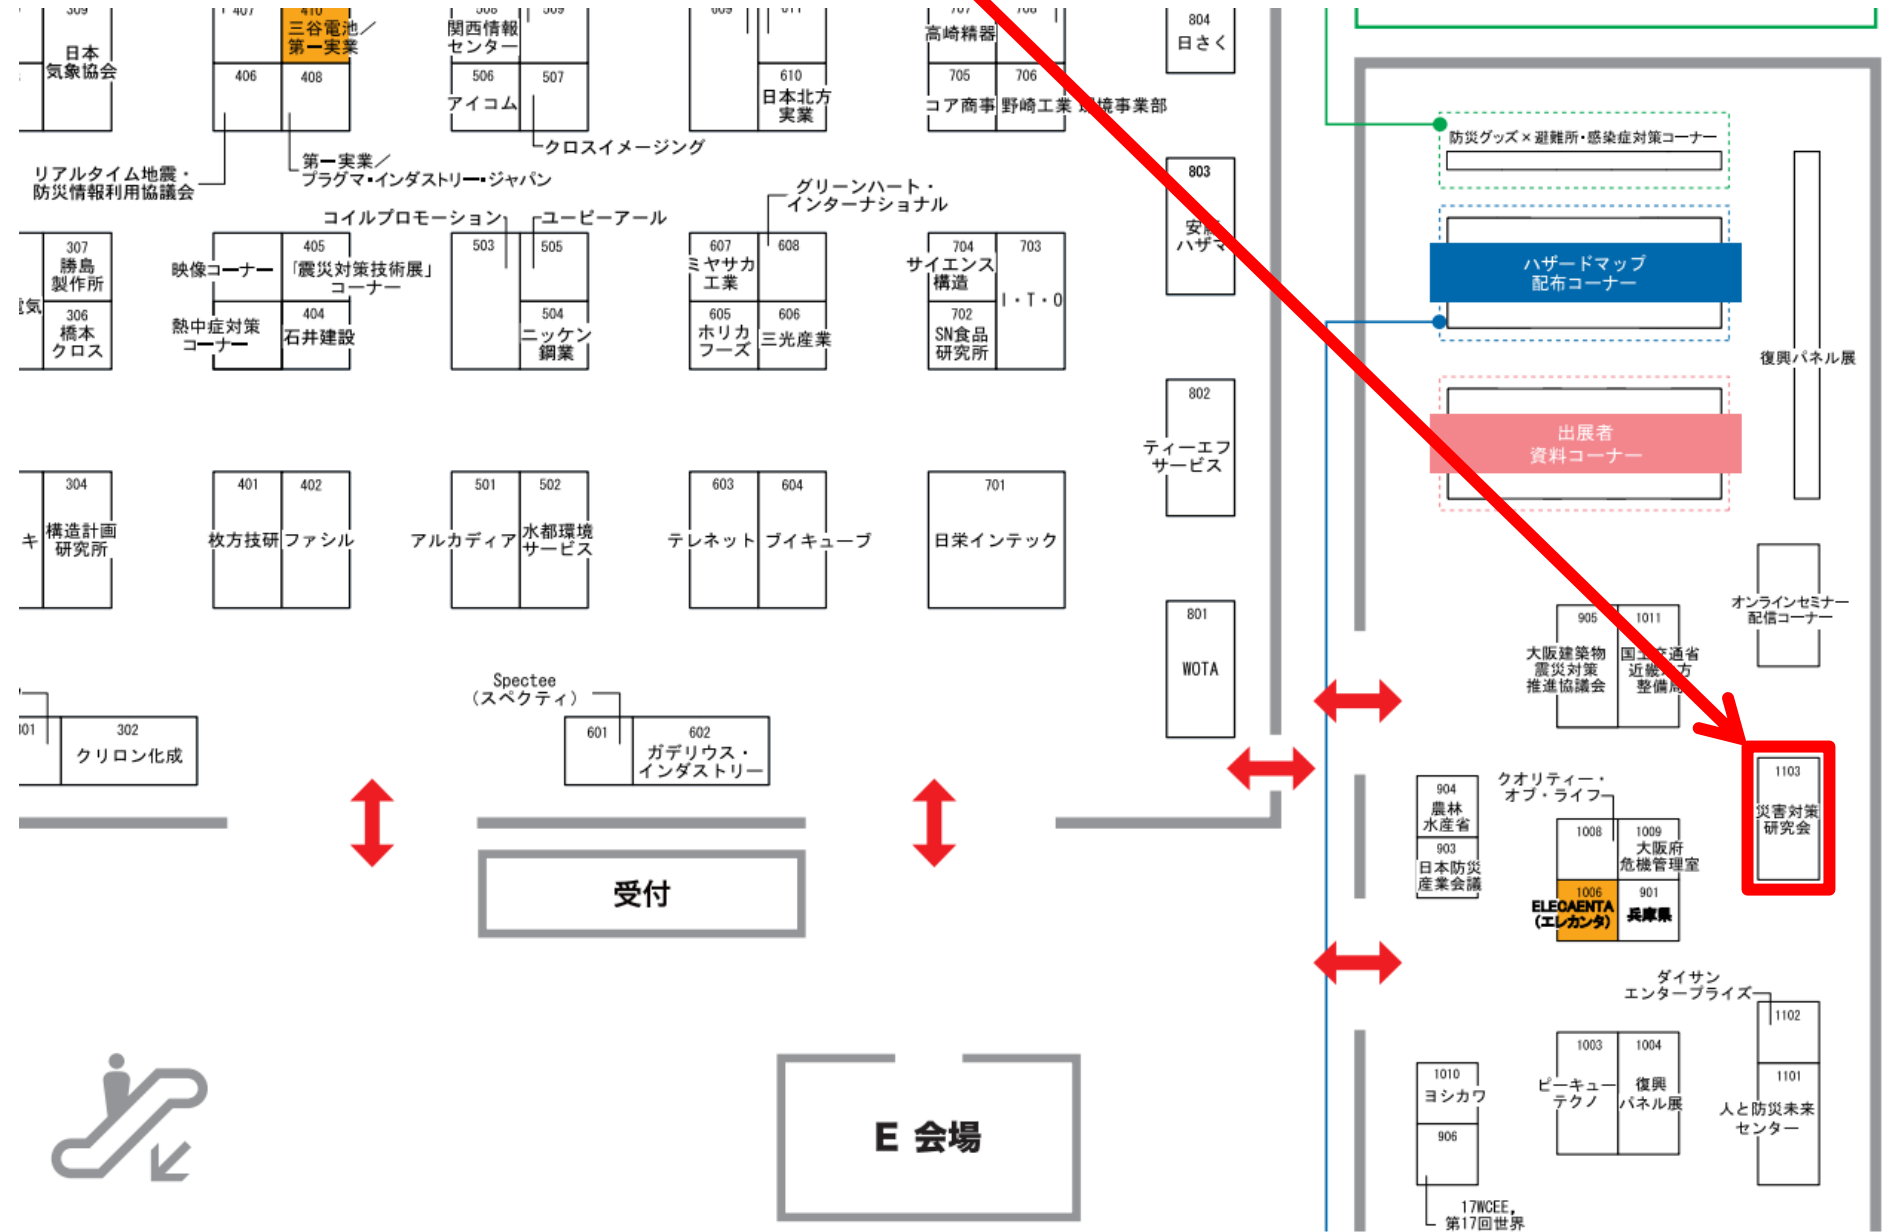 309
日本
気象協会
407
410
三谷電池／
第一実業
406
408
リアルタイム地震・
防災情報利用協議会
第一実業／
プラグマ・インダストリー・ジャパン
508
509
関西情報
センター
506
507
アイコム
クロスイメージング
609
611
610
日本北方
実業
707
708
高崎精器
705
706
コア商事
野崎工業 環境事業部
804
日さく
803
安藤
ハザマ
グリーンハート・
インターナショナル
コイルプロモーション
ユーピーアール
307
勝島
製作所
電気
306
橋本
クロス
映像コーナー
405
「震災対策技術展」
コーナー
熱中症対策
コーナー
404
石井建設
503
505
504
ニッケン
鋼業
607
608
ミヤサカ
工業
605
606
ホリカ
フーズ
三光産業
704
703
サイエンス
構造
I・T・O
702
SN食品
研究所
802
ティーエフ
サービス
キ
304
構造計画
研究所
401
402
枚方技研
ファシル
501
502
アルカディア
水都環境
サービス
603
604
テレネット
ブイキューブ
701
日栄インテック
801
WOTA
301
302
クリロン化成
Spectee
（スペクティ）
601
602
ガデリウス・
インダストリー
受付
E 会場
防災グッズ×避難所・感染症対策コーナー
ハザードマップ
配布コーナー
出展者
資料コーナー
復興パネル展
オンラインセミナー
配信コーナー
905
1011
大阪建築物
震災対策
推進協議会
国土交通省
近畿地方
整備局
1103
災害対策
研究会
クオリティー・
オブ・ライフ
904
農林
水産省
903
日本防災
産業会議
1008
1009
大阪府
危機管理室
1006
ELECAENTA
（エレカンタ）
901
兵庫県
ダイサン
エンタープライズ
1102
1101
人と防災未来
センター
1003
1004
ピーキュー
テクノ
復興
パネル展
1010
ヨシカワ
906
17WCEE,
第17回世界